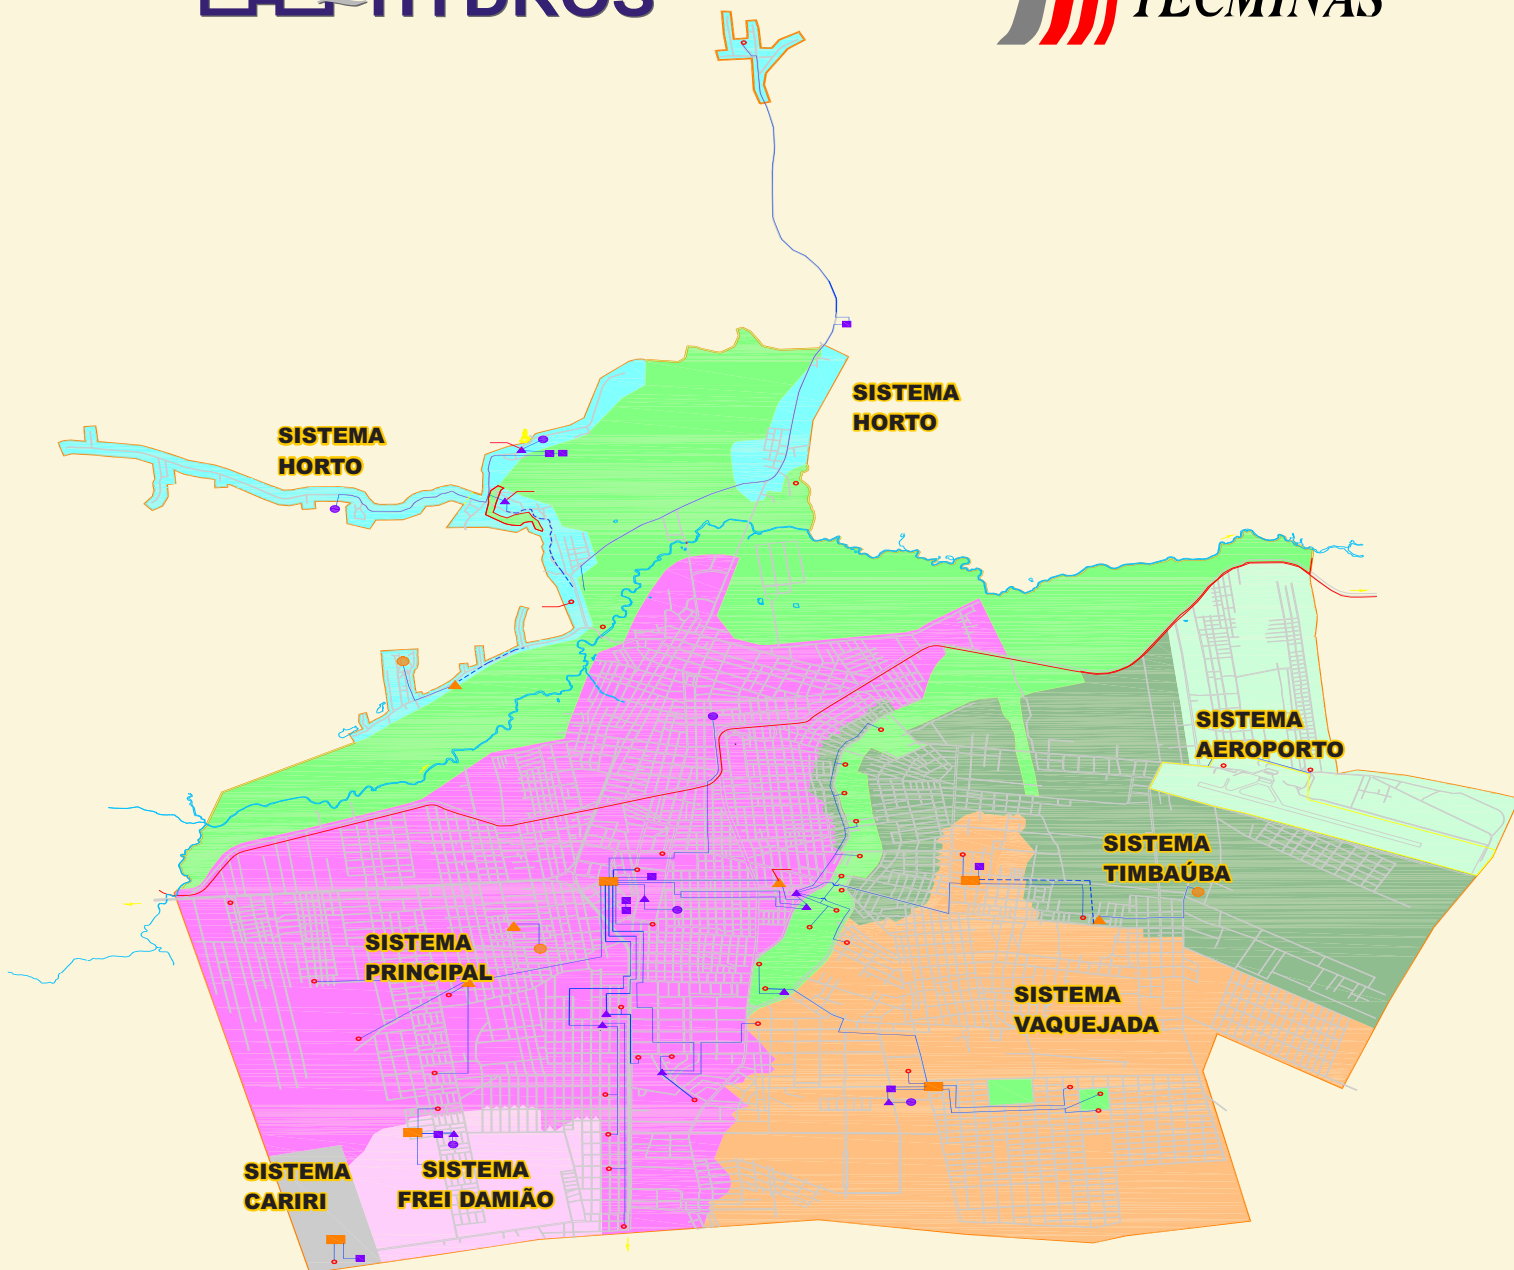 HYDROS
TECMINAS
SISTEMA
HORTO
SISTEMA
HORTO
SISTEMA
AEROPORTO
SISTEMA
TIMBAÚBA
SISTEMA
PRINCIPAL
SISTEMA
VAQUEJADA
SISTEMA
CARIRI
SISTEMA
FREI DAMIÃO